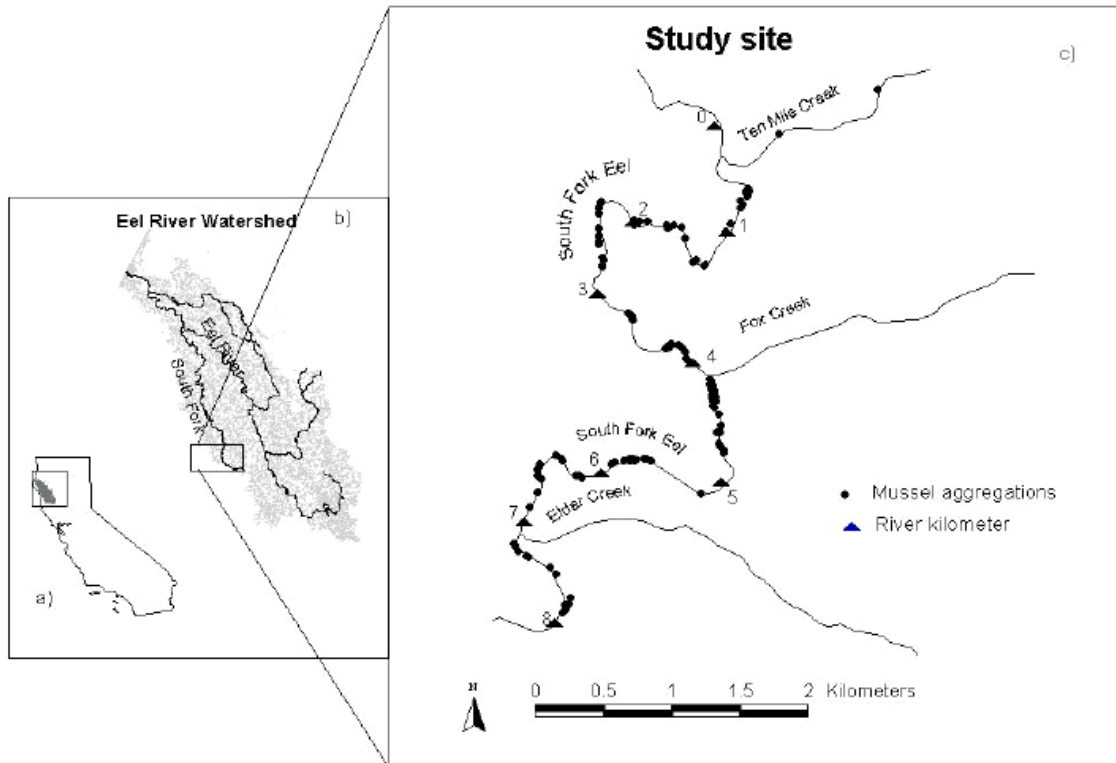 Study site
c)
Ten Mile Creek
0
South Fork Eel
2
1
Eel River Watershed
b)
3
Fox Creek
Eel River
South Fork
4
South Fork Eel
6
5
Elder Creek
Mussel aggregations
7
River kilometer
a)
8
N
0 0.5 1 1.5 2 Kilometers